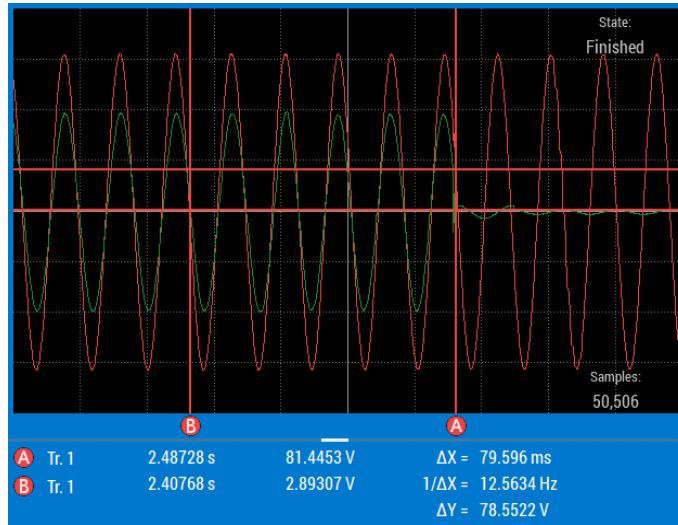 State:
Finished
Samples:
50,506
B A
A Tr. 1 2.48728 s 81.4453 V ΔX = 79.596 ms
B Tr. 1 2.40768 s 2.89307 V 1/ΔX = 12.5634 Hz
ΔY = 78.5522 V